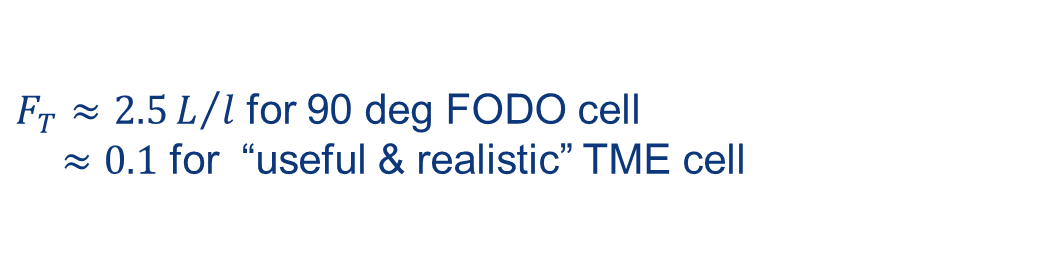 F_T ≈ 2.5 L/l for 90 deg FODO cell
≈ 0.1 for “useful & realistic” TME cell